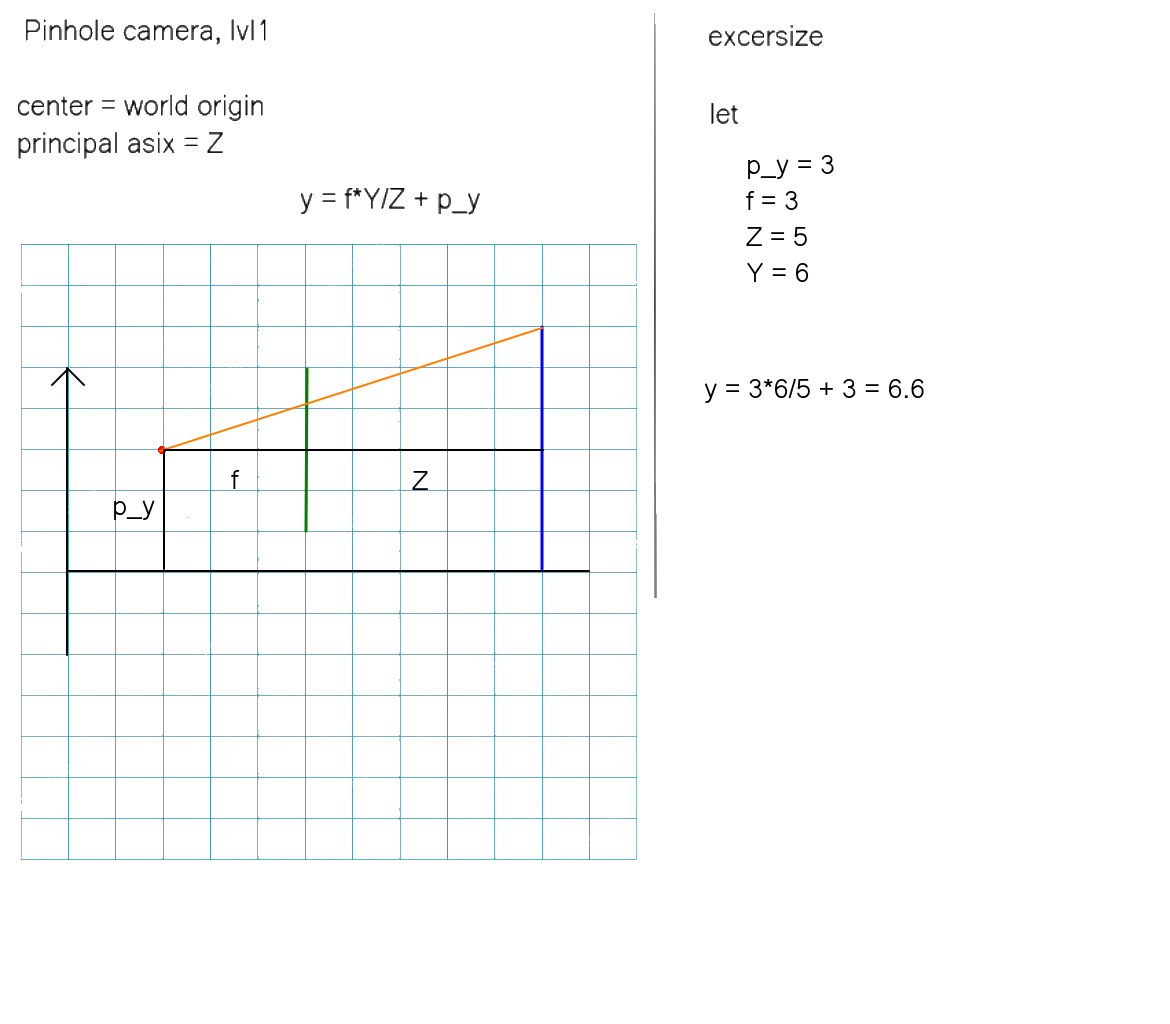 Pinhole camera, lvl1
center = world origin
principal asix = Z
y = f*Y/Z + p_y
f
Z
p_y
excersize
let
p_y = 3
f = 3
Z = 5
Y = 6
y = 3*6/5 + 3 = 6.6